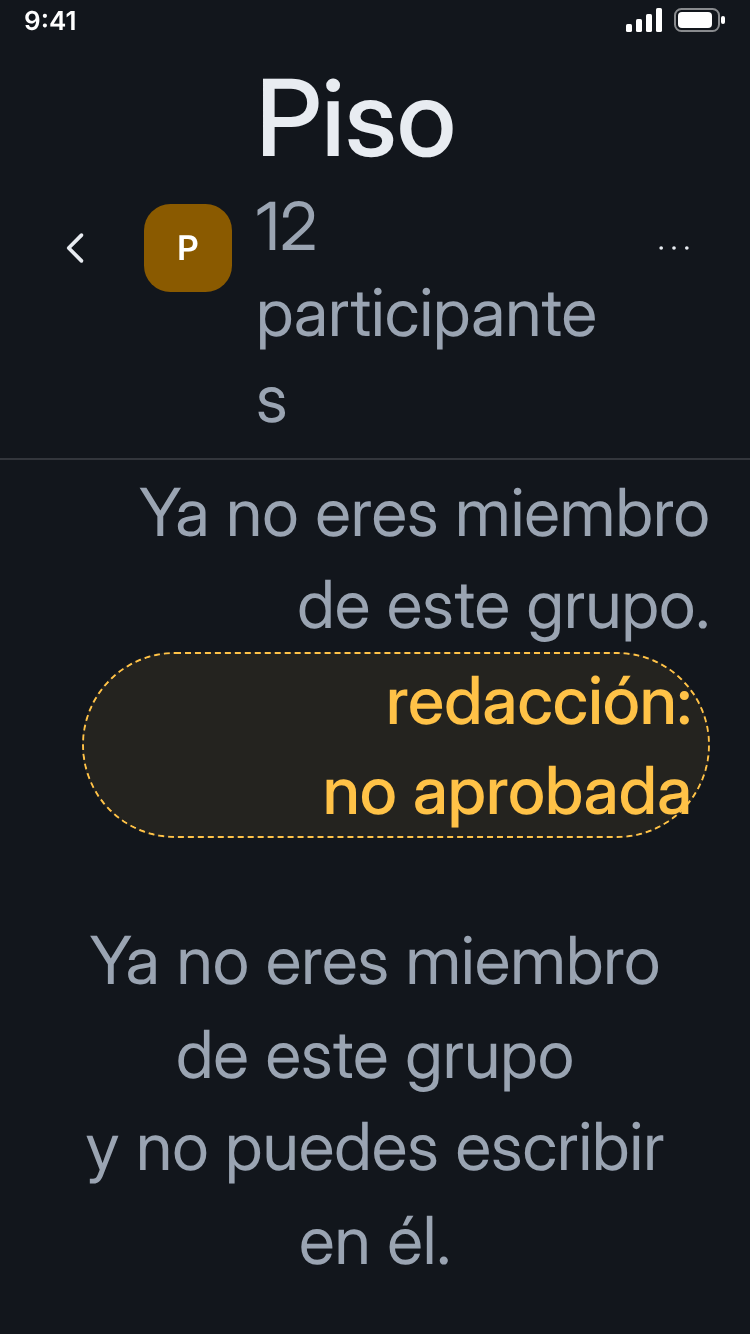 9:41
Piso
P
12
participante
s
...
Ya no eres miembro
de este grupo.
redacción:
no aprobada
Ya no eres miembro
de este grupo
y no puedes escribir
en él.